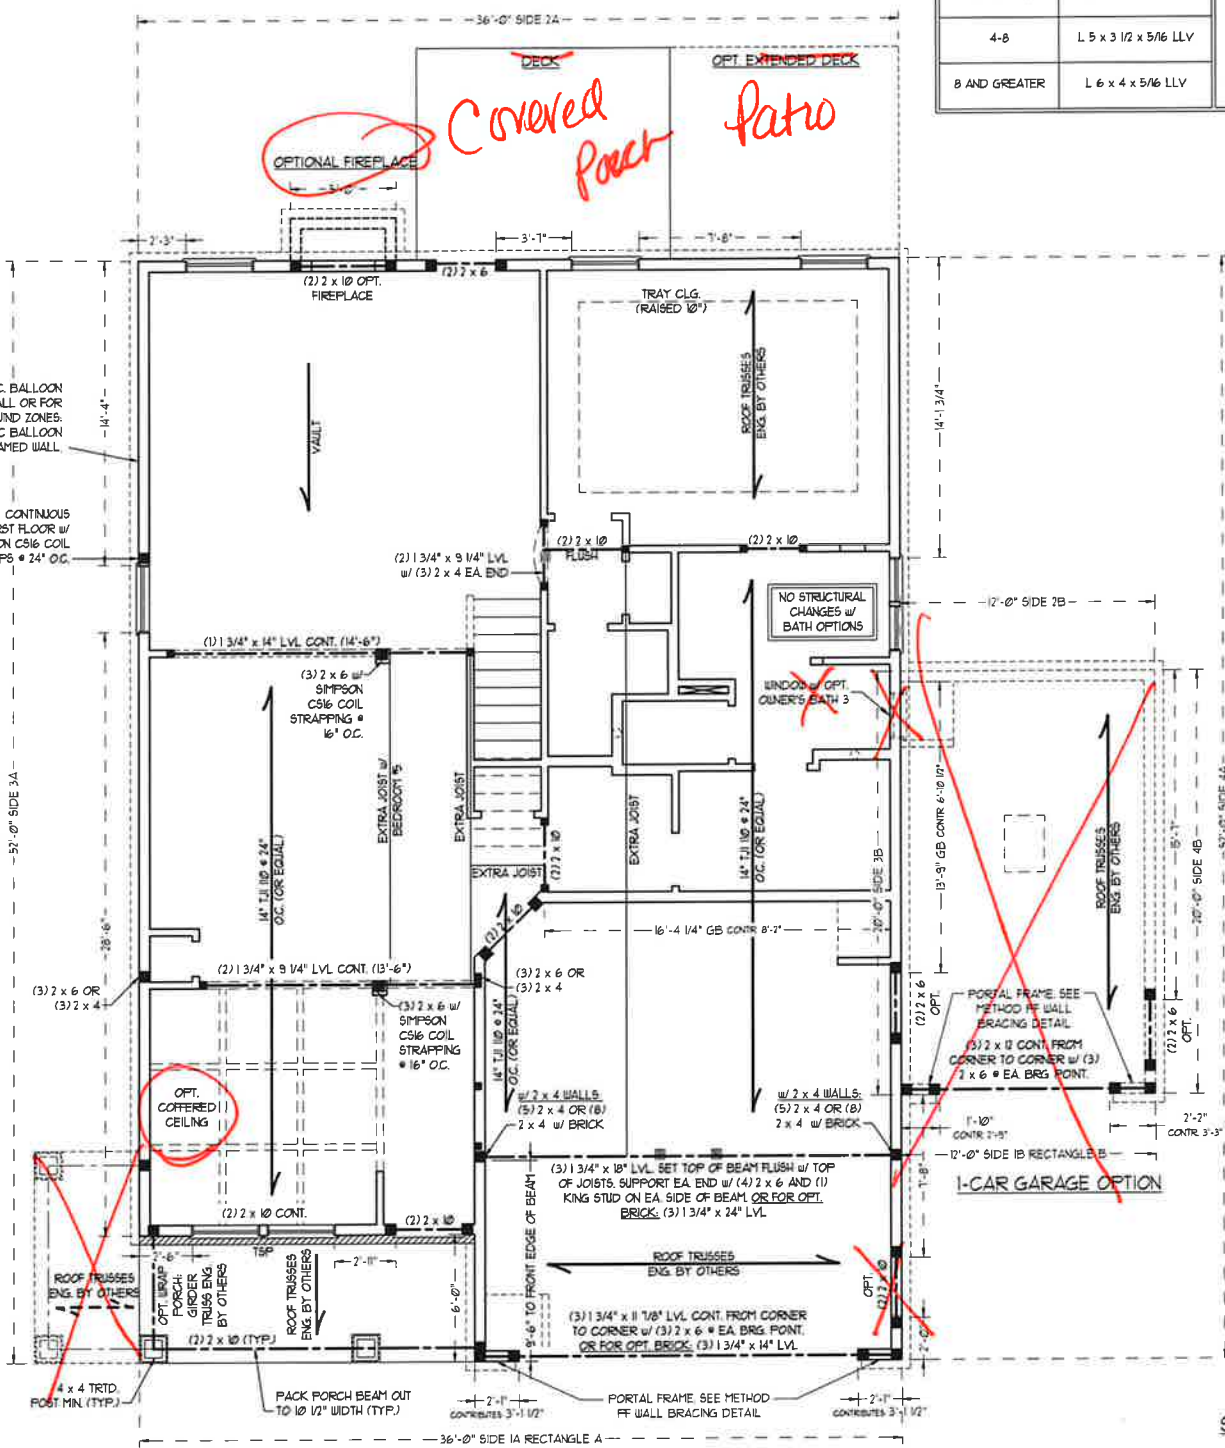 36'-0" SIDE 2A
4-8
L 5 x 3 1/2 x 5/16 LLV
8 AND GREATER
L 6 x 4 x 5/16 LLV
DECK
OPT. EXTENDED DECK
Covered
Porch
Patio
OPTIONAL FIREPLACE
5'-0"
2'-3"
3'-7"
7'-8"
(2) 2 x 10 OPT.
FIREPLACE
(2) 2 x 6
TRAY CLG.
(RAISED 10")
ROOF TRUSSES
ENG. BY OTHERS
VAULT
14'-4"
14'-1 3/4"
BALLOON
ALL OR FOR
ZONES.
BALLOON
WALL.
CONTINUOUS
FLOOR w/
CS16 COIL
@ 24" O.C.
(2) 1 3/4" x 9 1/4" LVL
w/ (3) 2 x 4 EA. END
(2) 2 x 10
FLUSH
(2) 2 x 10
NO STRUCTURAL
CHANGES w/
BATH OPTIONS
12'-0" SIDE 2B
(1) 1 3/4" x 14" LVL CONT. (14'-6")
(3) 2 x 6 w/
SIMPSON
CS16 COIL
STRAPPING @
16" O.C.
WINDOW w/ OPT.
OWNER'S BATH 3
52'-0" SIDE 3A
28'-6"
14" TJI 110 @ 24"
O.C. (OR EQUAL)
EXTRA JOIST w/
BEDROOM #5
EXTRA JOIST
EXTRA JOIST
(2) 2 x 10
EXTRA JOIST
14" TJI 110 @ 24"
O.C. (OR EQUAL)
20'-0" SIDE 3B
13'-9" GB CONTR 6'-10 1/2"
ROOF TRUSSES
ENG. BY OTHERS
15'-7"
20'-0" SIDE 4B
52'-0" SIDE 4A
(2) 2 x 10
16'-4 1/4" GB CONTR 8'-2"
(2) 1 3/4" x 9 1/4" LVL CONT. (13'-6")
(3) 2 x 6 OR
(3) 2 x 4
(3) 2 x 6 OR
(3) 2 x 4
(3) 2 x 6 w/
SIMPSON
CS16 COIL
STRAPPING
@ 16" O.C.
14" TJI 110 @ 24"
O.C. (OR EQUAL)
(2) 2 x 6
OPT.
PORTAL FRAME. SEE
METHOD PF WALL
BRACING DETAIL
(2) 2 x 6
OPT.
(3) 2 x 12 CONT. FROM
CORNER TO CORNER w/ (3)
2 x 6 @ EA. BRG POINT.
OPT.
COFFERED
CEILING
w/ 2 x 4 WALLS:
(5) 2 x 4 OR (8)
2 x 4 w/ BRICK
w/ 2 x 4 WALLS:
(5) 2 x 4 OR (8)
2 x 4 w/ BRICK
1'-10"
CONTR 2'-9"
2'-2"
CONTR. 3'-3"
12'-0" SIDE 1B RECTANGLE B
1-CAR GARAGE OPTION
(3) 1 3/4" x 18" LVL. SET TOP OF BEAM FLUSH w/ TOP
OF JOISTS. SUPPORT EA. END w/ (4) 2 x 6 AND (1)
KING STUD ON EA. SIDE OF BEAM. OR FOR OPT.
BRICK: (3) 1 3/4" x 24" LVL
7'-8"
(2) 2 x 10 CONT.
(2) 2 x 10
TSP
2'-6"
2'-11"
ROOF TRUSSES
ENG. BY OTHERS
OPT. WRAP
PORCH:
GIRDER
TRUSS ENG.
BY OTHERS
ROOF TRUSSES
ENG. BY OTHERS
6'-0"
9'-6" TO FRONT EDGE OF BEAM
ROOF TRUSSES
ENG. BY OTHERS
OPT.
(2) 2 x 10
2'-0"
(3) 1 3/4" x 11 7/8" LVL CONT. FROM CORNER
TO CORNER w/ (3) 2 x 6 @ EA. BRG. POINT.
OR FOR OPT. BRICK: (3) 1 3/4" x 14" LVL
(2) 2 x 10 (TYP.)
4 x 4 TRTD.
POST MIN. (TYP.)
PACK PORCH BEAM OUT
TO 10 1/2" WIDTH (TYP.)
2'-1"
CONTRIBUTES 3'-1 1/2"
PORTAL FRAME. SEE METHOD
PF WALL BRACING DETAIL
2'-1"
CONTRIBUTES 3'-1 1/2"
36'-0" SIDE 1A RECTANGLE A